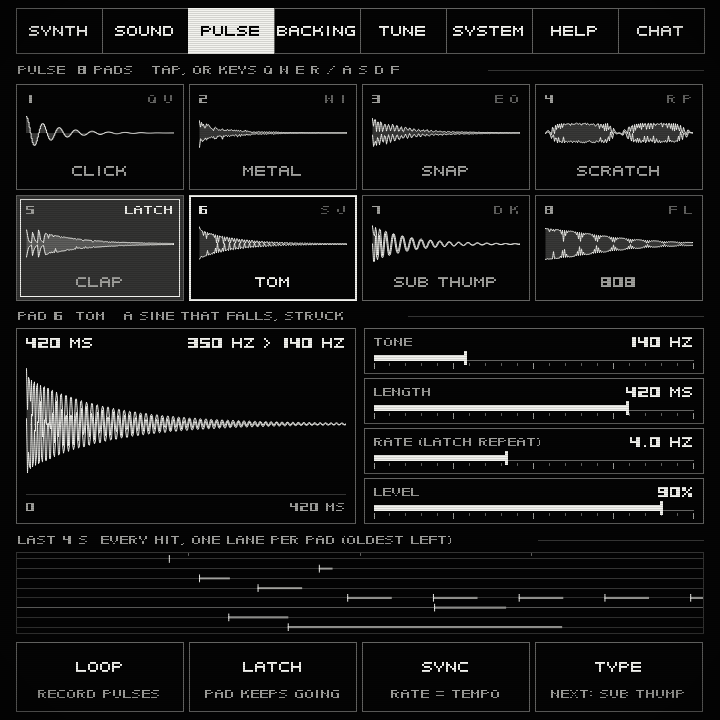 SYNTH SOUND PULSE BACKING TUNE SYSTEM HELP CHAT
PULSE 8 PADS TAP, OR KEYS Q W E R / A S D F
1 Q U 2 W I 3 E O 4 R P
CLICK METAL SNAP SCRATCH
5 LATCH 6 S J 7 D K 8 F L
CLAP TOM SUB THUMP 808
PAD 6 TOM A SINE THAT FALLS, STRUCK
420 MS 350 HZ > 140 HZ
TONE 140 HZ
LENGTH 420 MS
RATE (LATCH REPEAT) 4.0 HZ
LEVEL 90%
0 420 MS
LAST 4 S EVERY HIT, ONE LANE PER PAD (OLDEST LEFT)
LOOP LATCH SYNC TYPE
RECORD PULSES PAD KEEPS GOING RATE = TEMPO NEXT: SUB THUMP